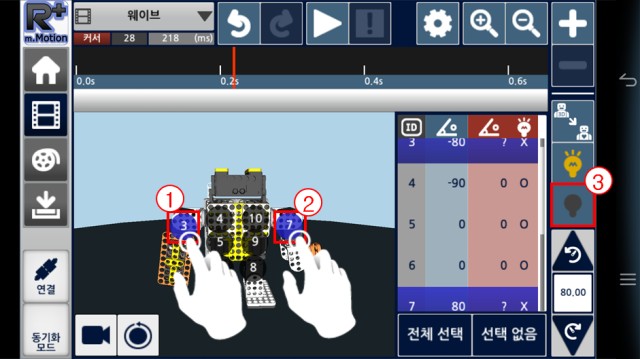 R+
m.Motion
웨이브
커서 28 218 (ms)
0.0s 0.2s 0.4s 0.6s
ID
3 -80 ? X
4 -90 0 O
5 0 0 O
6 0 0 O
7 80 ? X
전체 선택 선택 없음
1
2
3
3 4 10 7
5 9
8
80,00
연결
동기화
모드